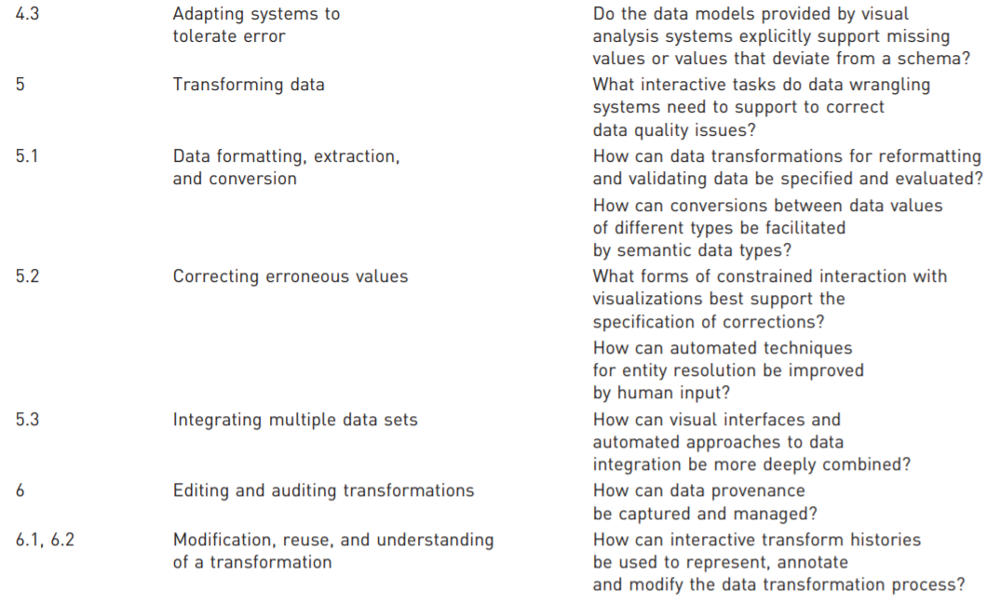 4.3 Adapting systems to Do the data models provided by visual
tolerate error analysis systems explicitly support missing
values or values that deviate from a schema?
5 Transforming data What interactive tasks do data wrangling
systems need to support to correct
data quality issues?
5.1 Data formatting, extraction, How can data transformations for reformatting
and conversion and validating data be specified and evaluated?
How can conversions between data values
of different types be facilitated
by semantic data types?
5.2 Correcting erroneous values What forms of constrained interaction with
visualizations best support the
specification of corrections?
How can automated techniques
for entity resolution be improved
by human input?
5.3 Integrating multiple data sets How can visual interfaces and
automated approaches to data
integration be more deeply combined?
6 Editing and auditing transformations How can data provenance
be captured and managed?
6.1, 6.2 Modification, reuse, and understanding How can interactive transform histories
of a transformation be used to represent, annotate
and modify the data transformation process?